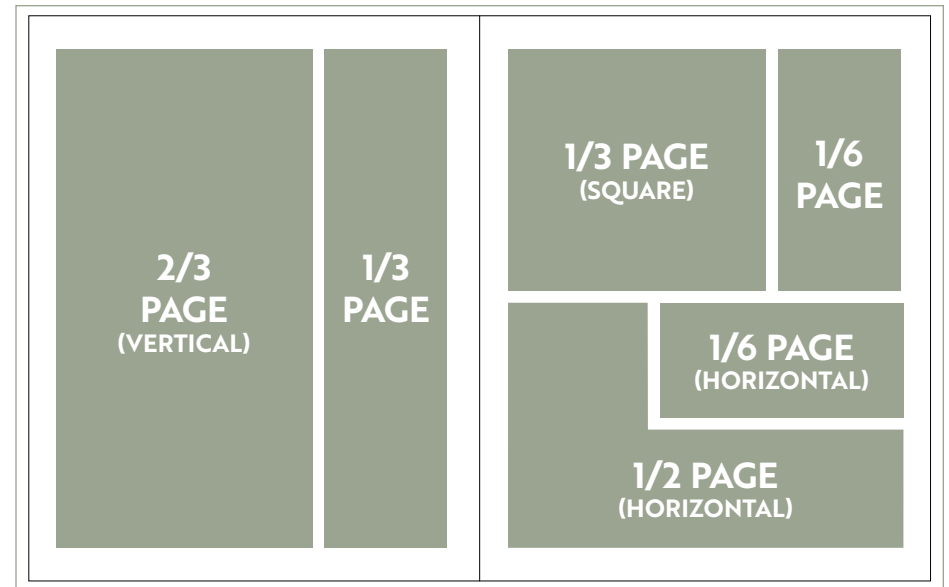 2/3
PAGE
(VERTICAL)
1/3
PAGE
1/3 PAGE
(SQUARE)
1/6
PAGE
1/6 PAGE
(HORIZONTAL)
1/2 PAGE
(HORIZONTAL)